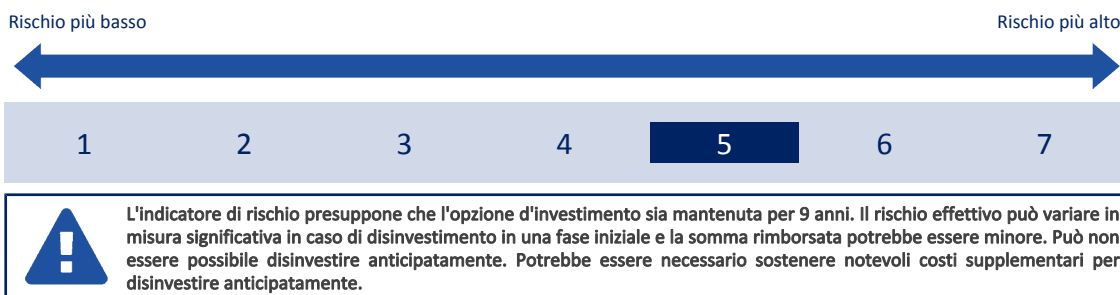 Rischio più basso Rischio più alto
1 2 3 4 5 6 7
L'indicatore di rischio presuppone che l'opzione d'investimento sia mantenuta per 9 anni. Il rischio effettivo può variare in
misura significativa in caso di disinvestimento in una fase iniziale e la somma rimborsata potrebbe essere minore. Può non
essere possibile disinvestire anticipatamente. Potrebbe essere necessario sostenere notevoli costi supplementari per
disinvestire anticipatamente.